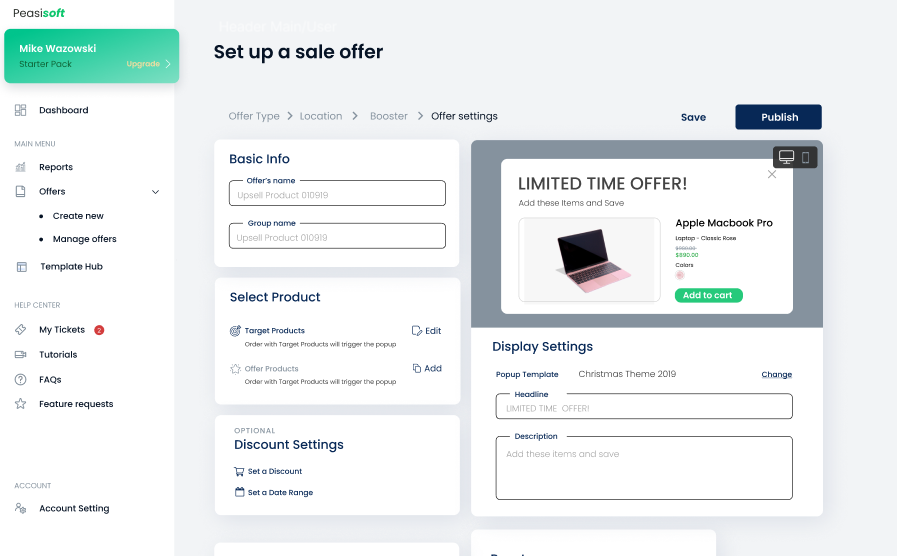 Peasisoft
Mike Wazowski
Starter Pack
Upgrade
Dashboard
MAIN MENU
Reports
Offers
Create new
Manage offers
Template Hub
HELP CENTER
My Tickets 2
Tutorials
FAQs
Feature requests
ACCOUNT
Account Setting
Header Main/User
Set up a sale offer
Offer Type Location Booster Offer settings
Save
Publish
Basic Info
Offer's name
Upsell Product 010919
Group name
Upsell Product 010919
Select Product
Target Products
Edit
Order with Target Products will trigger the popup
Offer Products
Add
Order with Target Products will trigger the popup
OPTIONAL
Discount Settings
Set a Discount
Set a Date Range
LIMITED TIME OFFER!
Add these Items and Save
Apple Macbook Pro
Laptop - Classic Rose
$890.00
Colors
Add to cart
Display Settings
Popup Template Christmas Theme 2019 Change
Headline
LIMITED TIME OFFER!
Description
Add these items and save